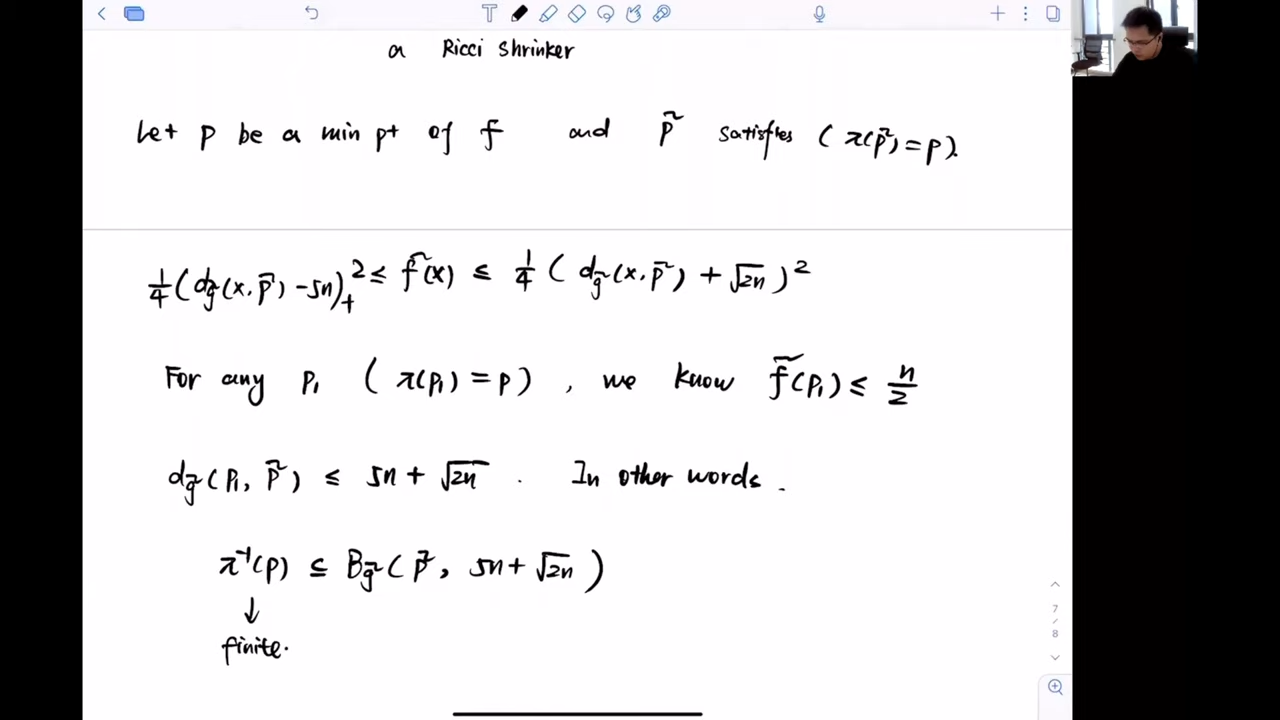 a Ricci Shrinker
Let p be a min pt of f and p̃ satisfies (π(p̃)=p).
¼(d_g̃(x,p̃) -5n)₊² ≤ f̃(x) ≤ ¼(d_g̃(x,p̃) + √2n)²
For any p₁ (π(p₁)=p), we know f̃(p₁) ≤ n/2
d_g̃(p₁, p̃) ≤ 5n + √2n. In other words.
π⁻¹(p) ⊆ B_g̃(p̃, 5n+√2n)
↓
finite.
7
/
8